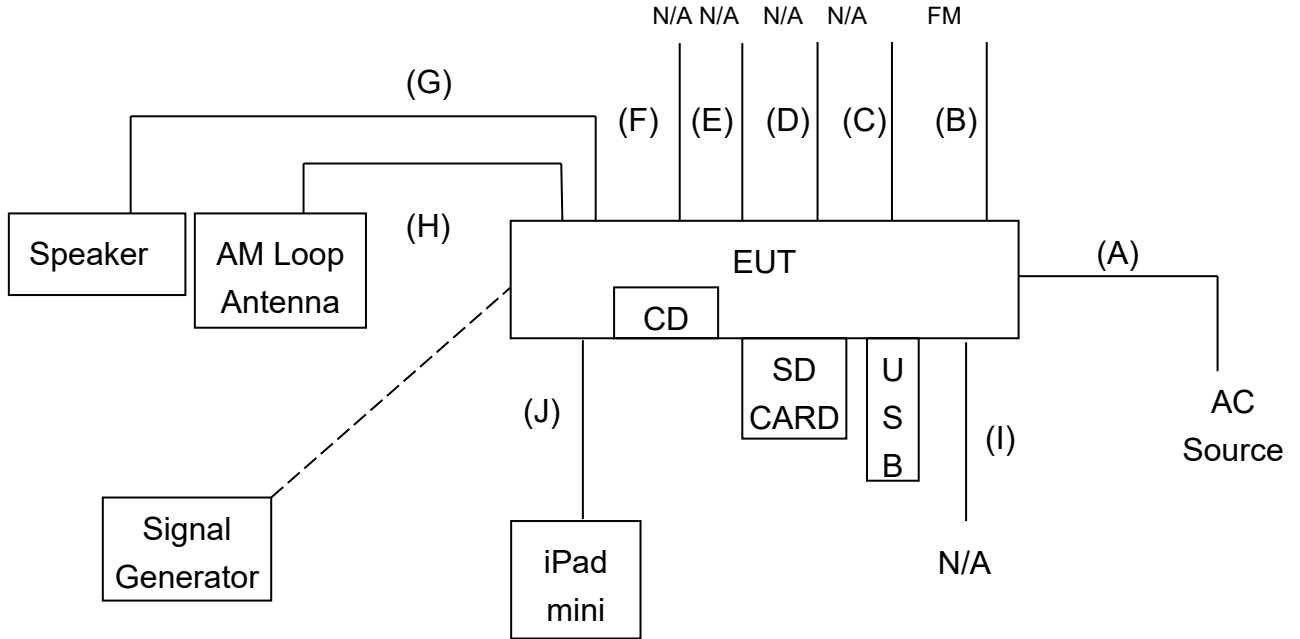 N/A N/A N/A N/A FM
(G)
(F) (E) (D) (C) (B)
Speaker
AM Loop
Antenna
(H)
EUT
(A)
CD
SD
CARD
U
S
B
(J)
(I)
AC
Source
Signal
Generator
iPad
mini
N/A